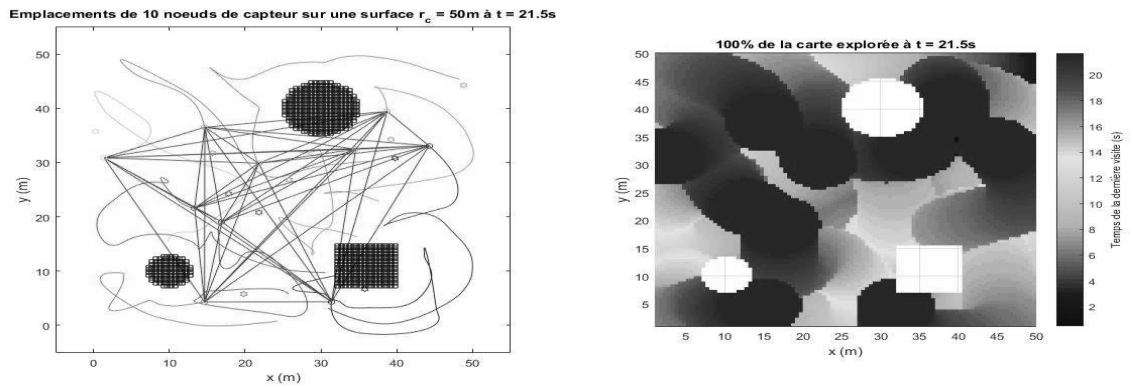 Emplacements de 10 noeuds de capteur sur une surface r_c = 50m à t = 21.5s
50
40
30
20
10
0
y (m)
0 10 20 30 40 50
x (m)
100% de la carte explorée à t = 21.5s
50
45
40
35
30
25
20
15
10
5
y (m)
5 10 15 20 25 30 35 40 45 50
x (m)
20
18
16
14
12
10
8
6
4
2
Temps de la dernière visite (s)